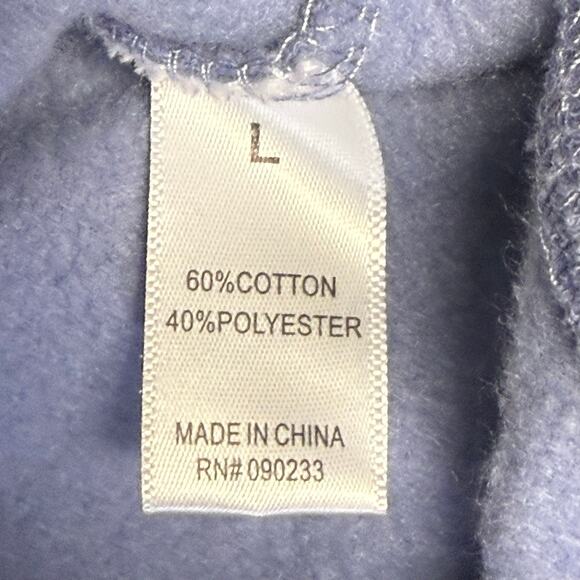 L
60%COTTON
40%POLYESTER
MADE IN CHINA
RN# 090233